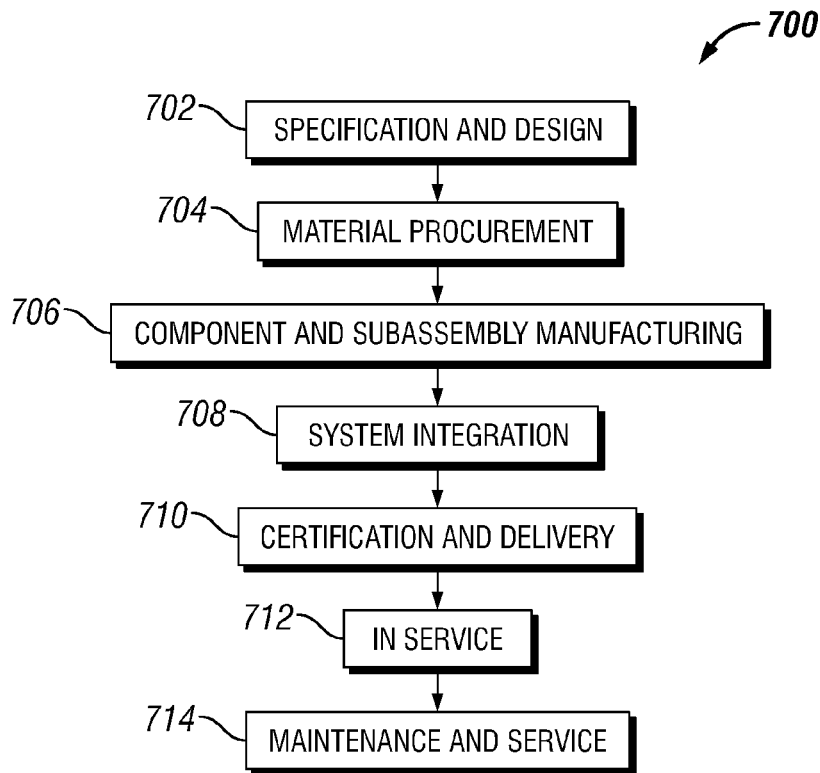 700
702
SPECIFICATION AND DESIGN
704
MATERIAL PROCUREMENT
706
COMPONENT AND SUBASSEMBLY MANUFACTURING
708
SYSTEM INTEGRATION
710
CERTIFICATION AND DELIVERY
712
IN SERVICE
714
MAINTENANCE AND SERVICE